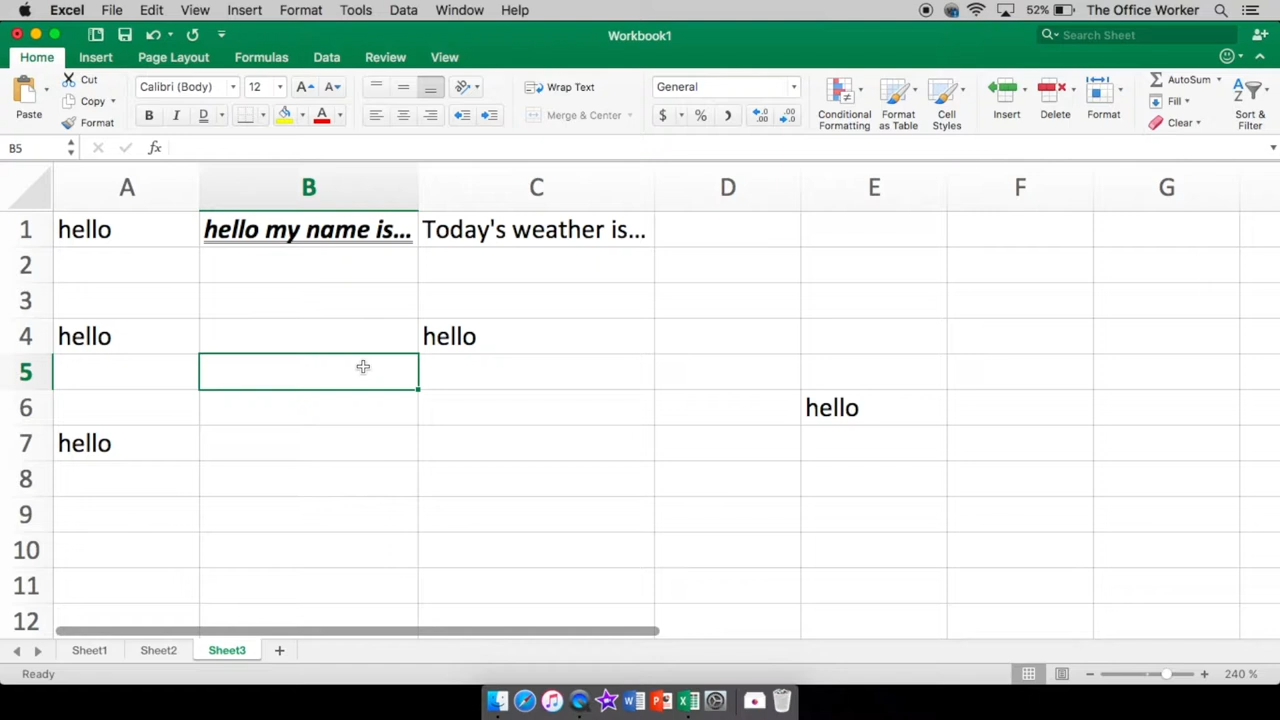 Excel File Edit View Insert Format Tools Data Window Help 52% The Office Worker
Workbook1
Search Sheet
Home Insert Page Layout Formulas Data Review View
Paste
Cut
Copy
Format
Calibri (Body) 12 A A
B I D A
Wrap Text
Merge & Center
General
$ % .0 .00 .00 .0
Conditional Formatting
Format as Table
Cell Styles
Insert
Delete
Format
AutoSum
Fill
Clear
Sort & Filter
B5 fx
A B C D E F G
1 hello hello my name is... Today's weather is...
2
3
4 hello hello
5
6 hello
7 hello
8
9
10
11
12
Sheet1 Sheet2 Sheet3 +
Ready 240 %